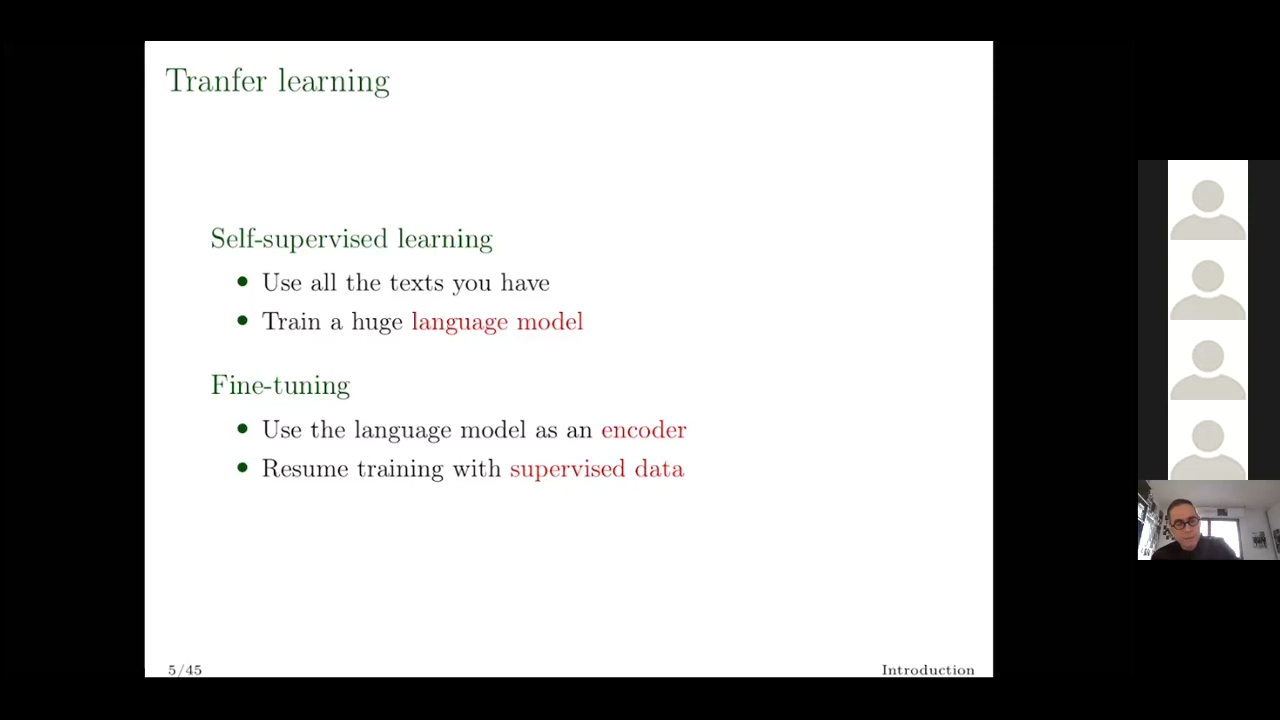 Tranfer learning
Self-supervised learning
• Use all the texts you have
• Train a huge language model
Fine-tuning
• Use the language model as an encoder
• Resume training with supervised data
5/45
Introduction